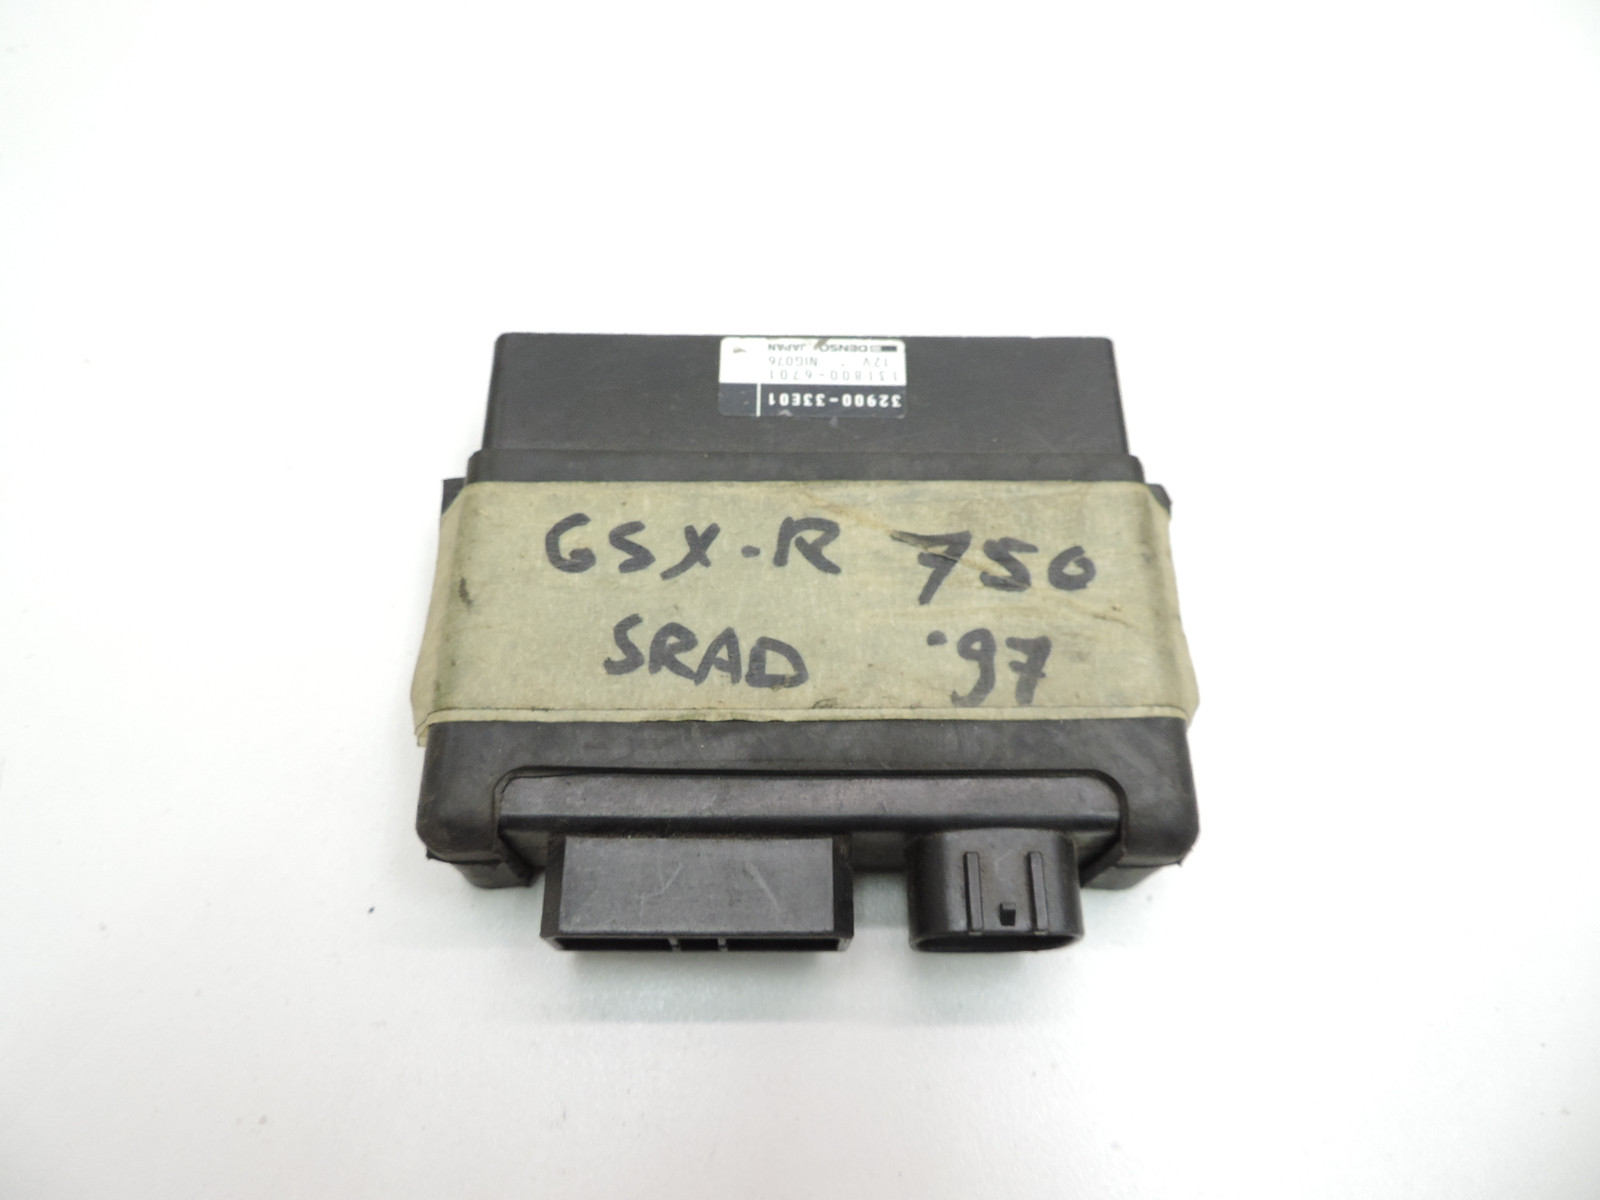 GSX-R 750
SRAD '97
32900-33E01
131800-6701
12V NIG076
DENSO JAPAN